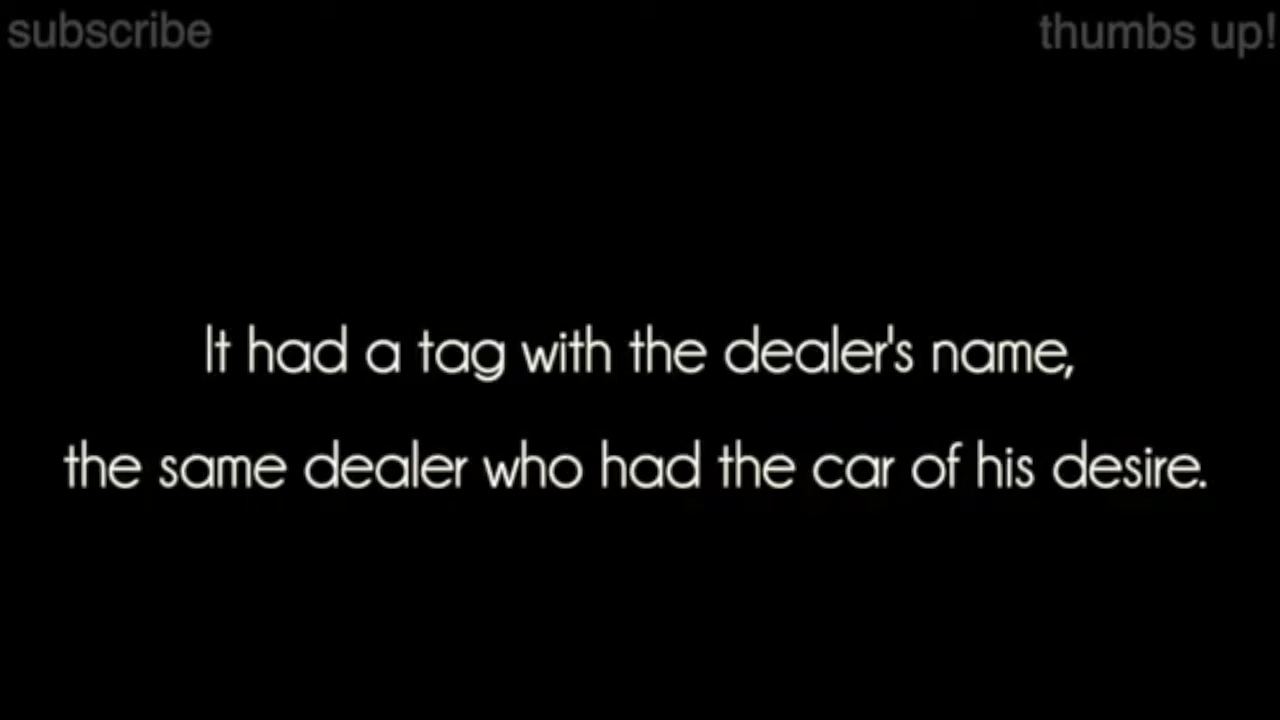 subscribe
thumbs up!
It had a tag with the dealer's name,
the same dealer who had the car of his desire.